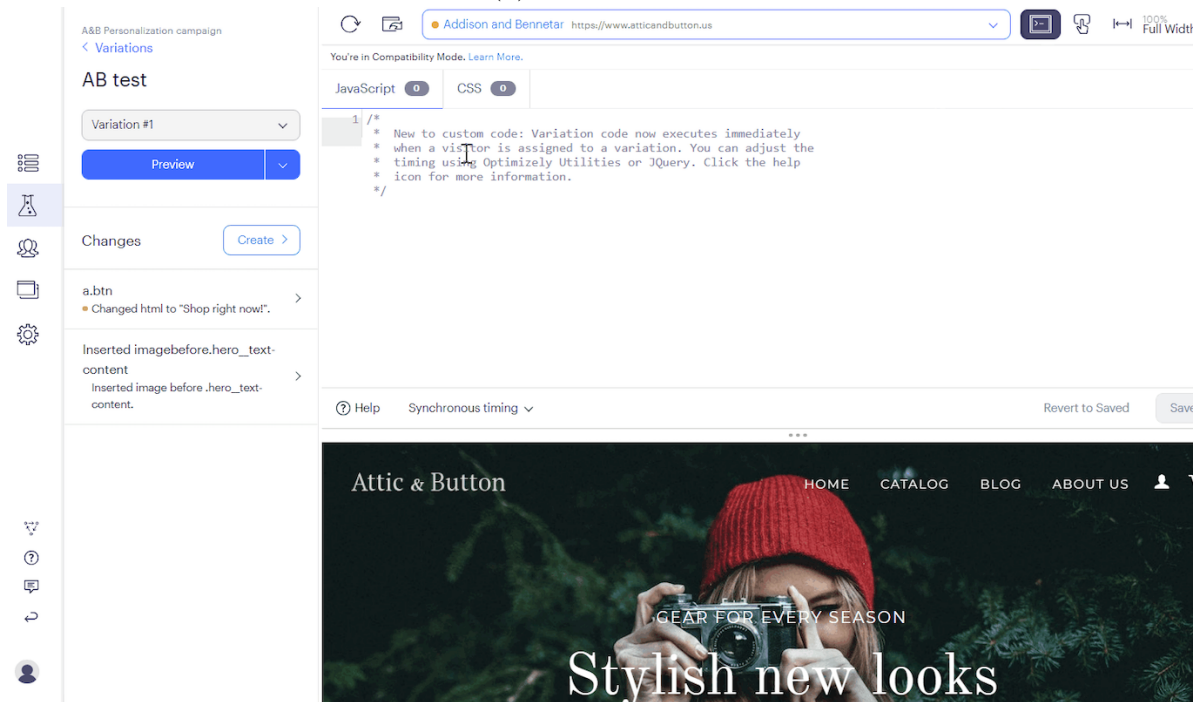 A&B Personalization campaign
Variations
AB test
Variation #1
Preview
Changes
Create
a.btn
Changed html to "Shop right now!".
Inserted imagebefore.hero__text-
content
Inserted image before .hero__text-
content.
Addison and Bennetar https://www.atticandbutton.us
100%
Full Width
You're in Compatibility Mode. Learn More.
JavaScript 0 CSS 0
1 /*
* New to custom code: Variation code now executes immediately
* when a visitor is assigned to a variation. You can adjust the
* timing using Optimizely Utilities or JQuery. Click the help
* icon for more information.
*/
Help Synchronous timing Revert to Saved Save
Attic & Button HOME CATALOG BLOG ABOUT US
GEAR FOR EVERY SEASON
Stylish new looks